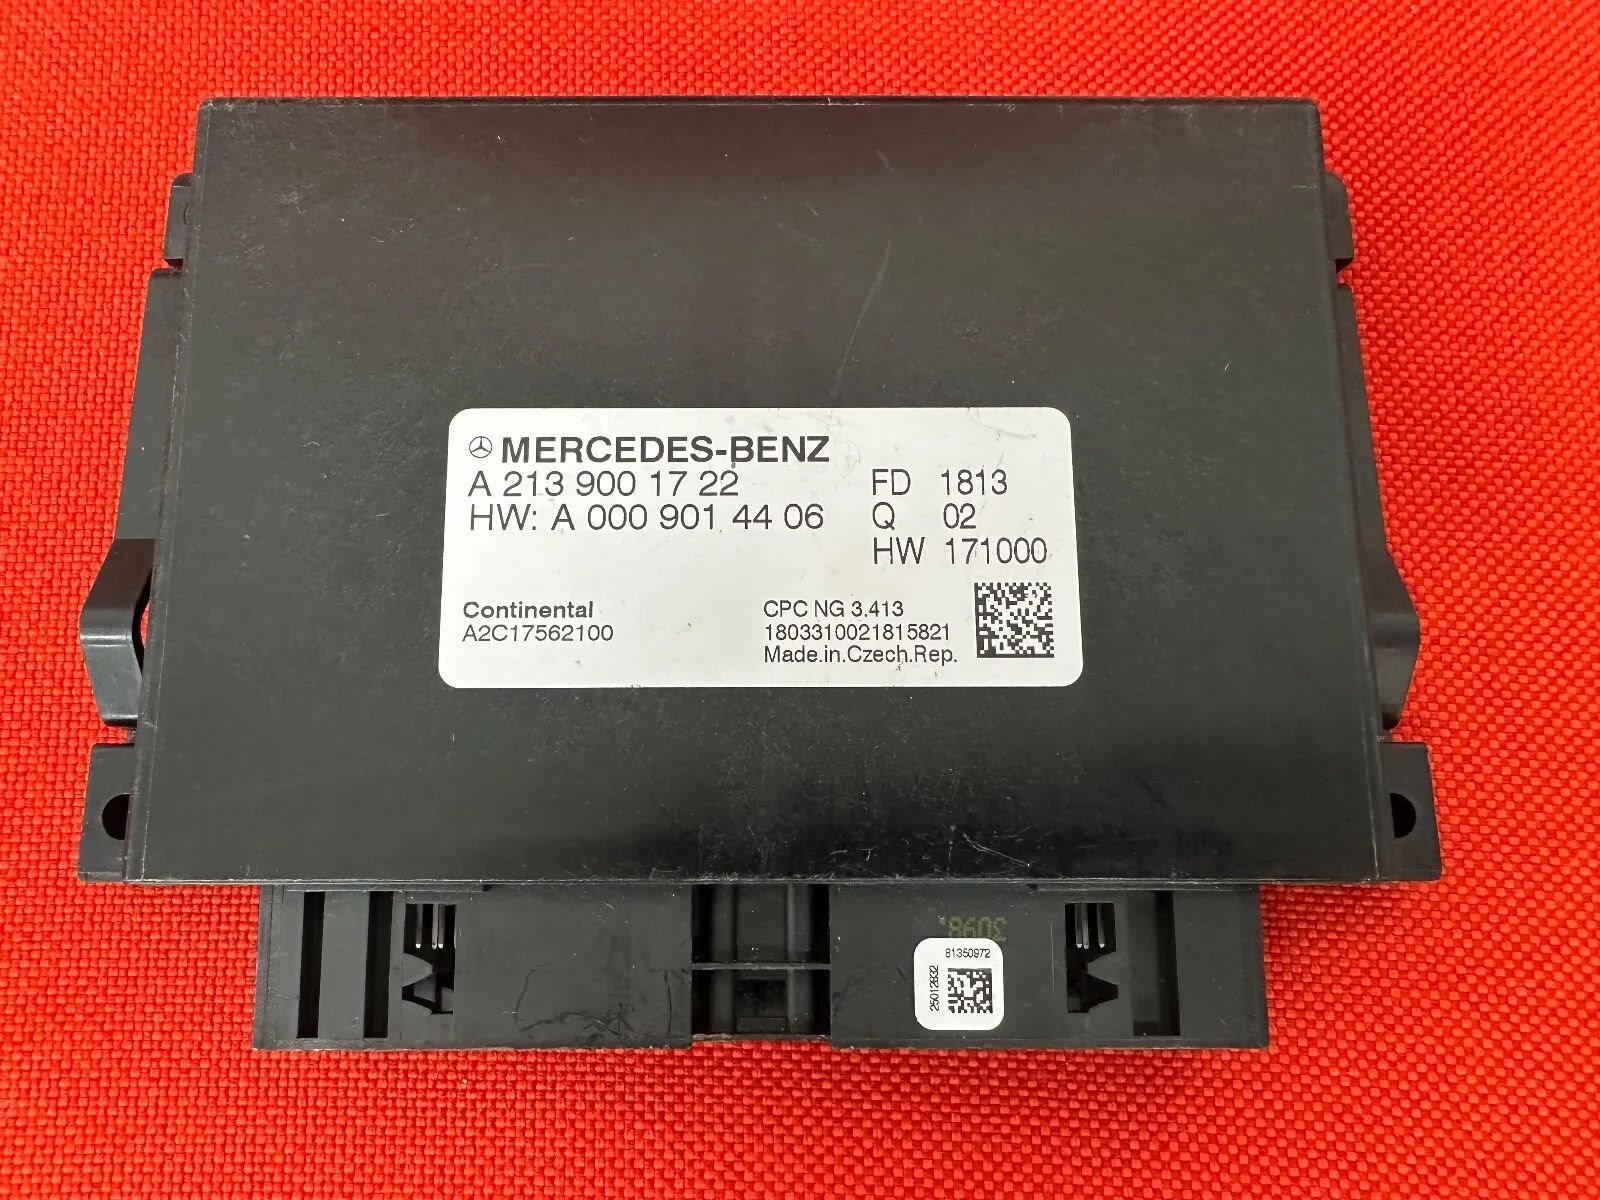 MERCEDES-BENZ
A 213 900 17 22
FD 1813
HW: A 000 901 44 06
Q 02
HW 171000
Continental
A2C17562100
CPC NG 3.413
1803310021815821
Made.in.Czech.Rep.
81350972
25012832